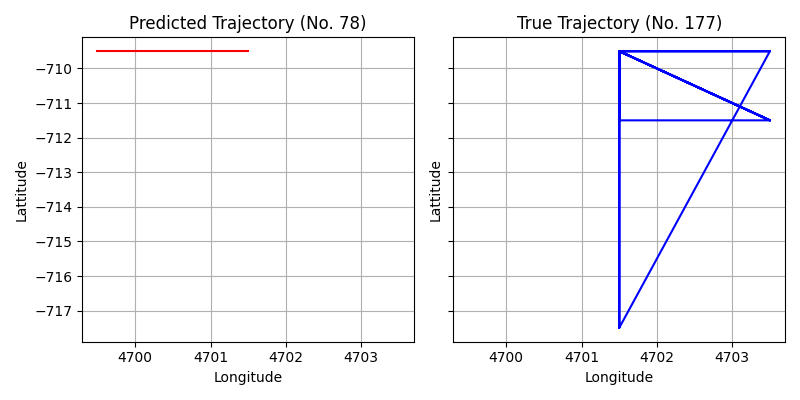 Predicted Trajectory (No. 78)
Lattitude
−710
−711
−712
−713
−714
−715
−716
−717
4700
4701
4702
4703
Longitude
True Trajectory (No. 177)
Lattitude
4700
4701
4702
4703
Longitude